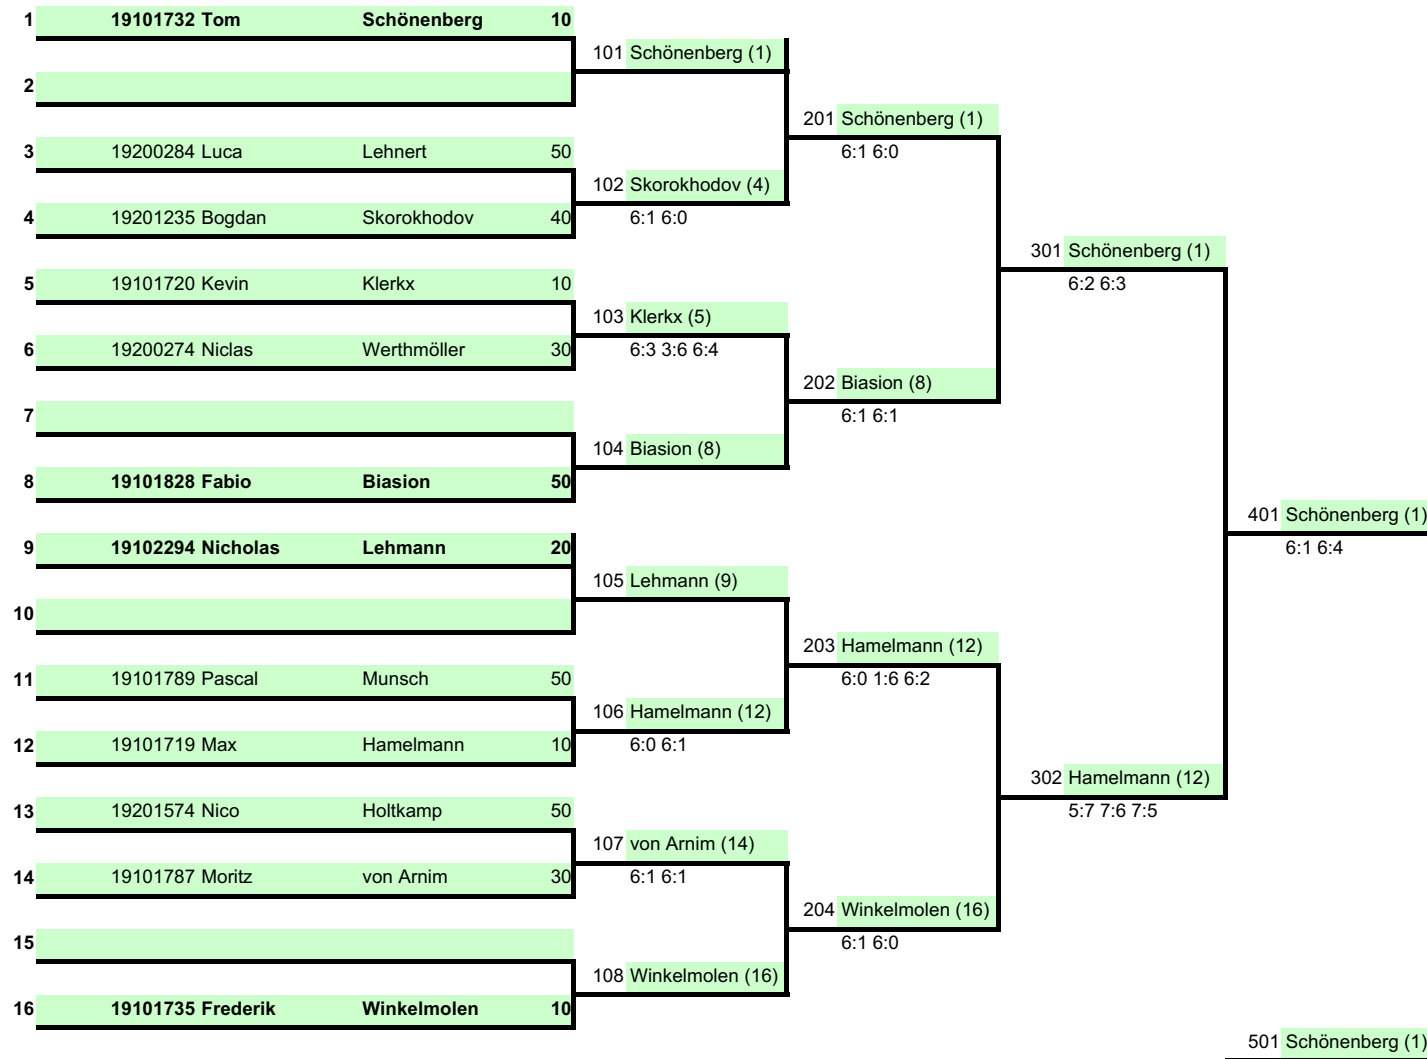 1 19101732 Tom Schönenberg 10
101 Schönenberg (1)
2
201 Schönenberg (1)
3 19200284 Luca Lehnert 50
6:1 6:0
102 Skorokhodov (4)
4 19201235 Bogdan Skorokhodov 40
6:1 6:0
301 Schönenberg (1)
5 19101720 Kevin Klerkx 10
6:2 6:3
103 Klerkx (5)
6 19200274 Niclas Werthmöller 30
6:3 3:6 6:4
202 Biasion (8)
7
6:1 6:1
104 Biasion (8)
8 19101828 Fabio Biasion 50
401 Schönenberg (1)
9 19102294 Nicholas Lehmann 20
6:1 6:4
105 Lehmann (9)
10
203 Hamelmann (12)
11 19101789 Pascal Munsch 50
6:0 1:6 6:2
106 Hamelmann (12)
12 19101719 Max Hamelmann 10
6:0 6:1
302 Hamelmann (12)
13 19201574 Nico Holtkamp 50
5:7 7:6 7:5
107 von Arnim (14)
14 19101787 Moritz von Arnim 30
6:1 6:1
204 Winkelmolen (16)
15
6:1 6:0
108 Winkelmolen (16)
16 19101735 Frederik Winkelmolen 10
501 Schönenberg (1)